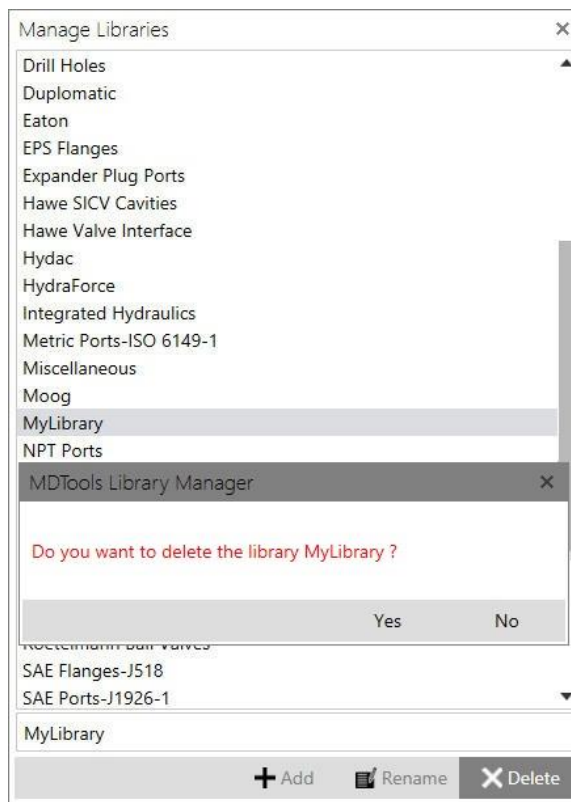 Manage Libraries
Drill Holes
Duplomatic
Eaton
EPS Flanges
Expander Plug Ports
Hawe SICV Cavities
Hawe Valve Interface
Hydac
HydraForce
Integrated Hydraulics
Metric Ports-ISO 6149-1
Miscellaneous
Moog
MyLibrary
NPT Ports
MDTools Library Manager
Do you want to delete the library MyLibrary ?
Yes No
SAE Flanges-J518
SAE Ports-J1926-1
MyLibrary
Add Rename Delete